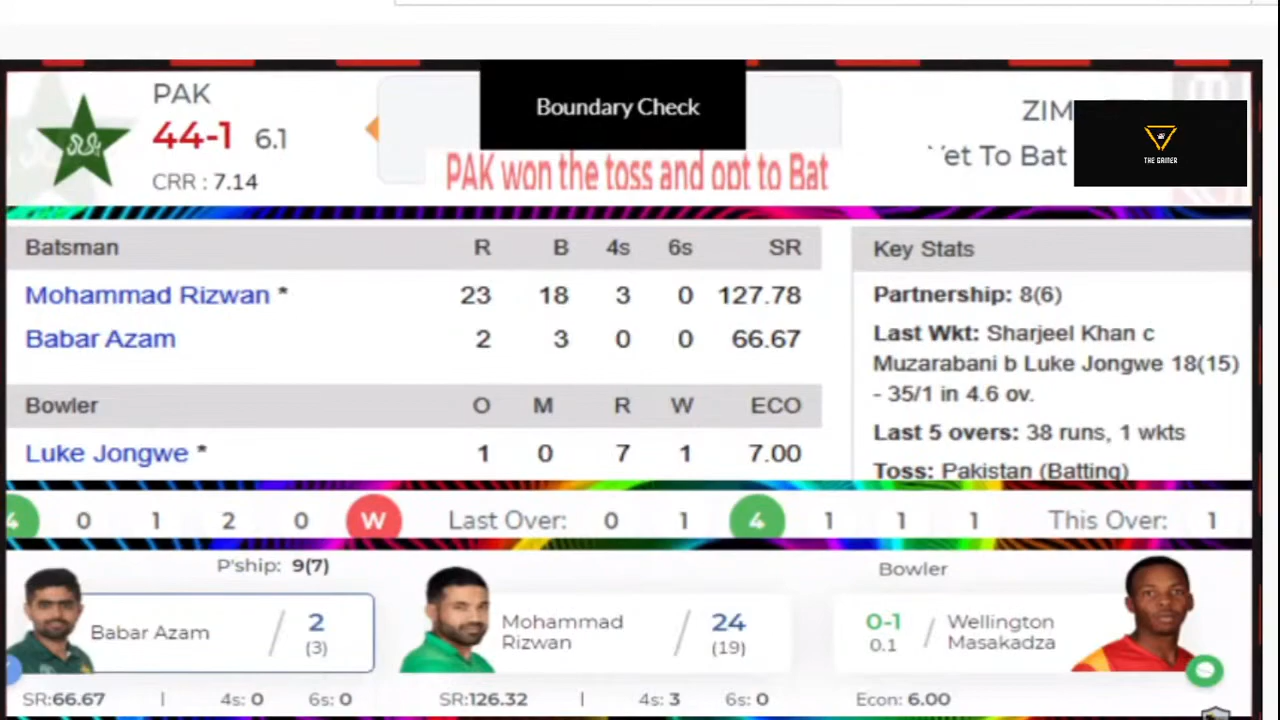 PAK
44-1 6.1
CRR : 7.14
Boundary Check
PAK won the toss and opt to Bat
ZIM
et To Bat
THE GAMER
Batsman R B 4s 6s SR
Mohammad Rizwan * 23 18 3 0 127.78
Babar Azam 2 3 0 0 66.67
Bowler O M R W ECO
Luke Jongwe * 1 0 7 1 7.00
Key Stats
Partnership: 8(6)
Last Wkt: Sharjeel Khan c
Muzarabani b Luke Jongwe 18(15)
- 35/1 in 4.6 ov.
Last 5 overs: 38 runs, 1 wkts
Toss: Pakistan (Batting)
4 0 1 2 0 W Last Over: 0 1 4 1 1 1 This Over: 1
P'ship: 9(7)
Babar Azam / 2
(3)
SR:66.67 | 4s: 0 6s: 0
Mohammad
Rizwan / 24
(19)
SR:126.32 | 4s: 3 6s: 0
Bowler
0-1 / Wellington
0.1 Masakadza
Econ: 6.00